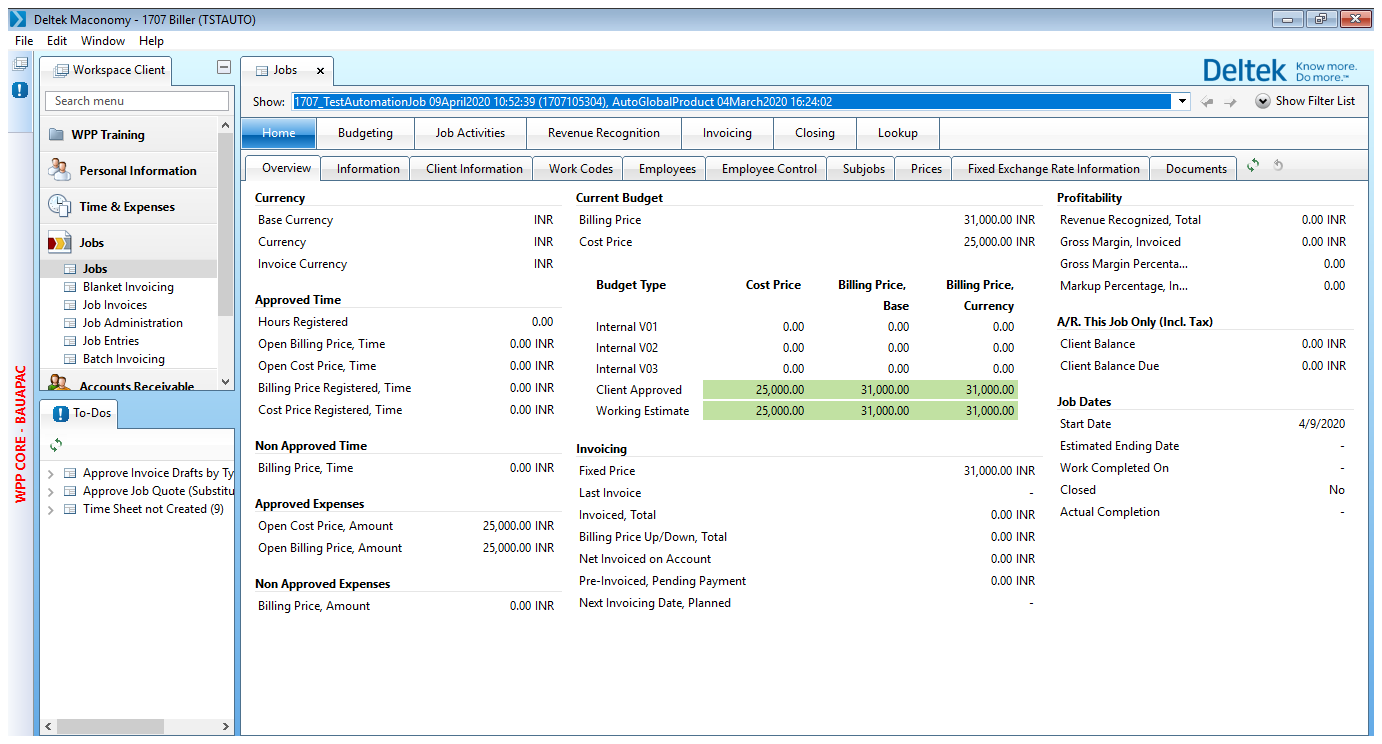 Deltek Maconomy - 1707 Biller (TSTAUTO)
File Edit Window Help
Workspace Client
Search menu
WPP Training
Personal Information
Time & Expenses
Jobs
Jobs
Blanket Invoicing
Job Invoices
Job Administration
Job Entries
Batch Invoicing
Accounts Receivable
To-Dos
Approve Invoice Drafts by Ty
Approve Job Quote (Substitu
Time Sheet not Created (9)
WPP CORE - BAUAPAC
Jobs x
Deltek Know more. Do more.™
Show: 1707_TestAutomationJob 09April2020 10:52:39 (1707105304), AutoGlobalProduct 04March2020 16:24:02 Show Filter List
Home Budgeting Job Activities Revenue Recognition Invoicing Closing Lookup
Overview Information Client Information Work Codes Employees Employee Control Subjobs Prices Fixed Exchange Rate Information Documents
Currency
Base Currency INR
Currency INR
Invoice Currency INR
Approved Time
Hours Registered 0.00
Open Billing Price, Time 0.00 INR
Open Cost Price, Time 0.00 INR
Billing Price Registered, Time 0.00 INR
Cost Price Registered, Time 0.00 INR
Non Approved Time
Billing Price, Time 0.00 INR
Approved Expenses
Open Cost Price, Amount 25,000.00 INR
Open Billing Price, Amount 25,000.00 INR
Non Approved Expenses
Billing Price, Amount 0.00 INR
Current Budget
Billing Price 31,000.00 INR
Cost Price 25,000.00 INR
Budget Type Cost Price Billing Price, Billing Price,
Base Currency
Internal V01 0.00 0.00 0.00
Internal V02 0.00 0.00 0.00
Internal V03 0.00 0.00 0.00
Client Approved 25,000.00 31,000.00 31,000.00
Working Estimate 25,000.00 31,000.00 31,000.00
Invoicing
Fixed Price 31,000.00 INR
Last Invoice -
Invoiced, Total 0.00 INR
Billing Price Up/Down, Total 0.00 INR
Net Invoiced on Account 0.00 INR
Pre-Invoiced, Pending Payment 0.00 INR
Next Invoicing Date, Planned -
Profitability
Revenue Recognized, Total 0.00 INR
Gross Margin, Invoiced 0.00 INR
Gross Margin Percenta... 0.00
Markup Percentage, In... 0.00
A/R. This Job Only (Incl. Tax)
Client Balance 0.00 INR
Client Balance Due 0.00 INR
Job Dates
Start Date 4/9/2020
Estimated Ending Date -
Work Completed On -
Closed No
Actual Completion -